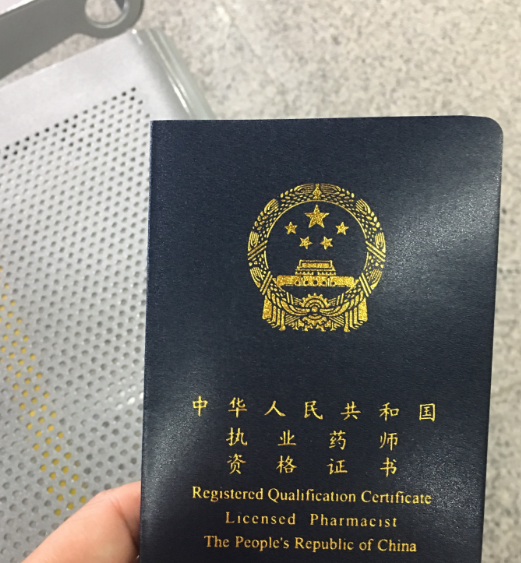 中华人民共和国
执业药师
资格证书
Registered Qualification Certificate
Licensed Pharmacist
The People's Republic of China